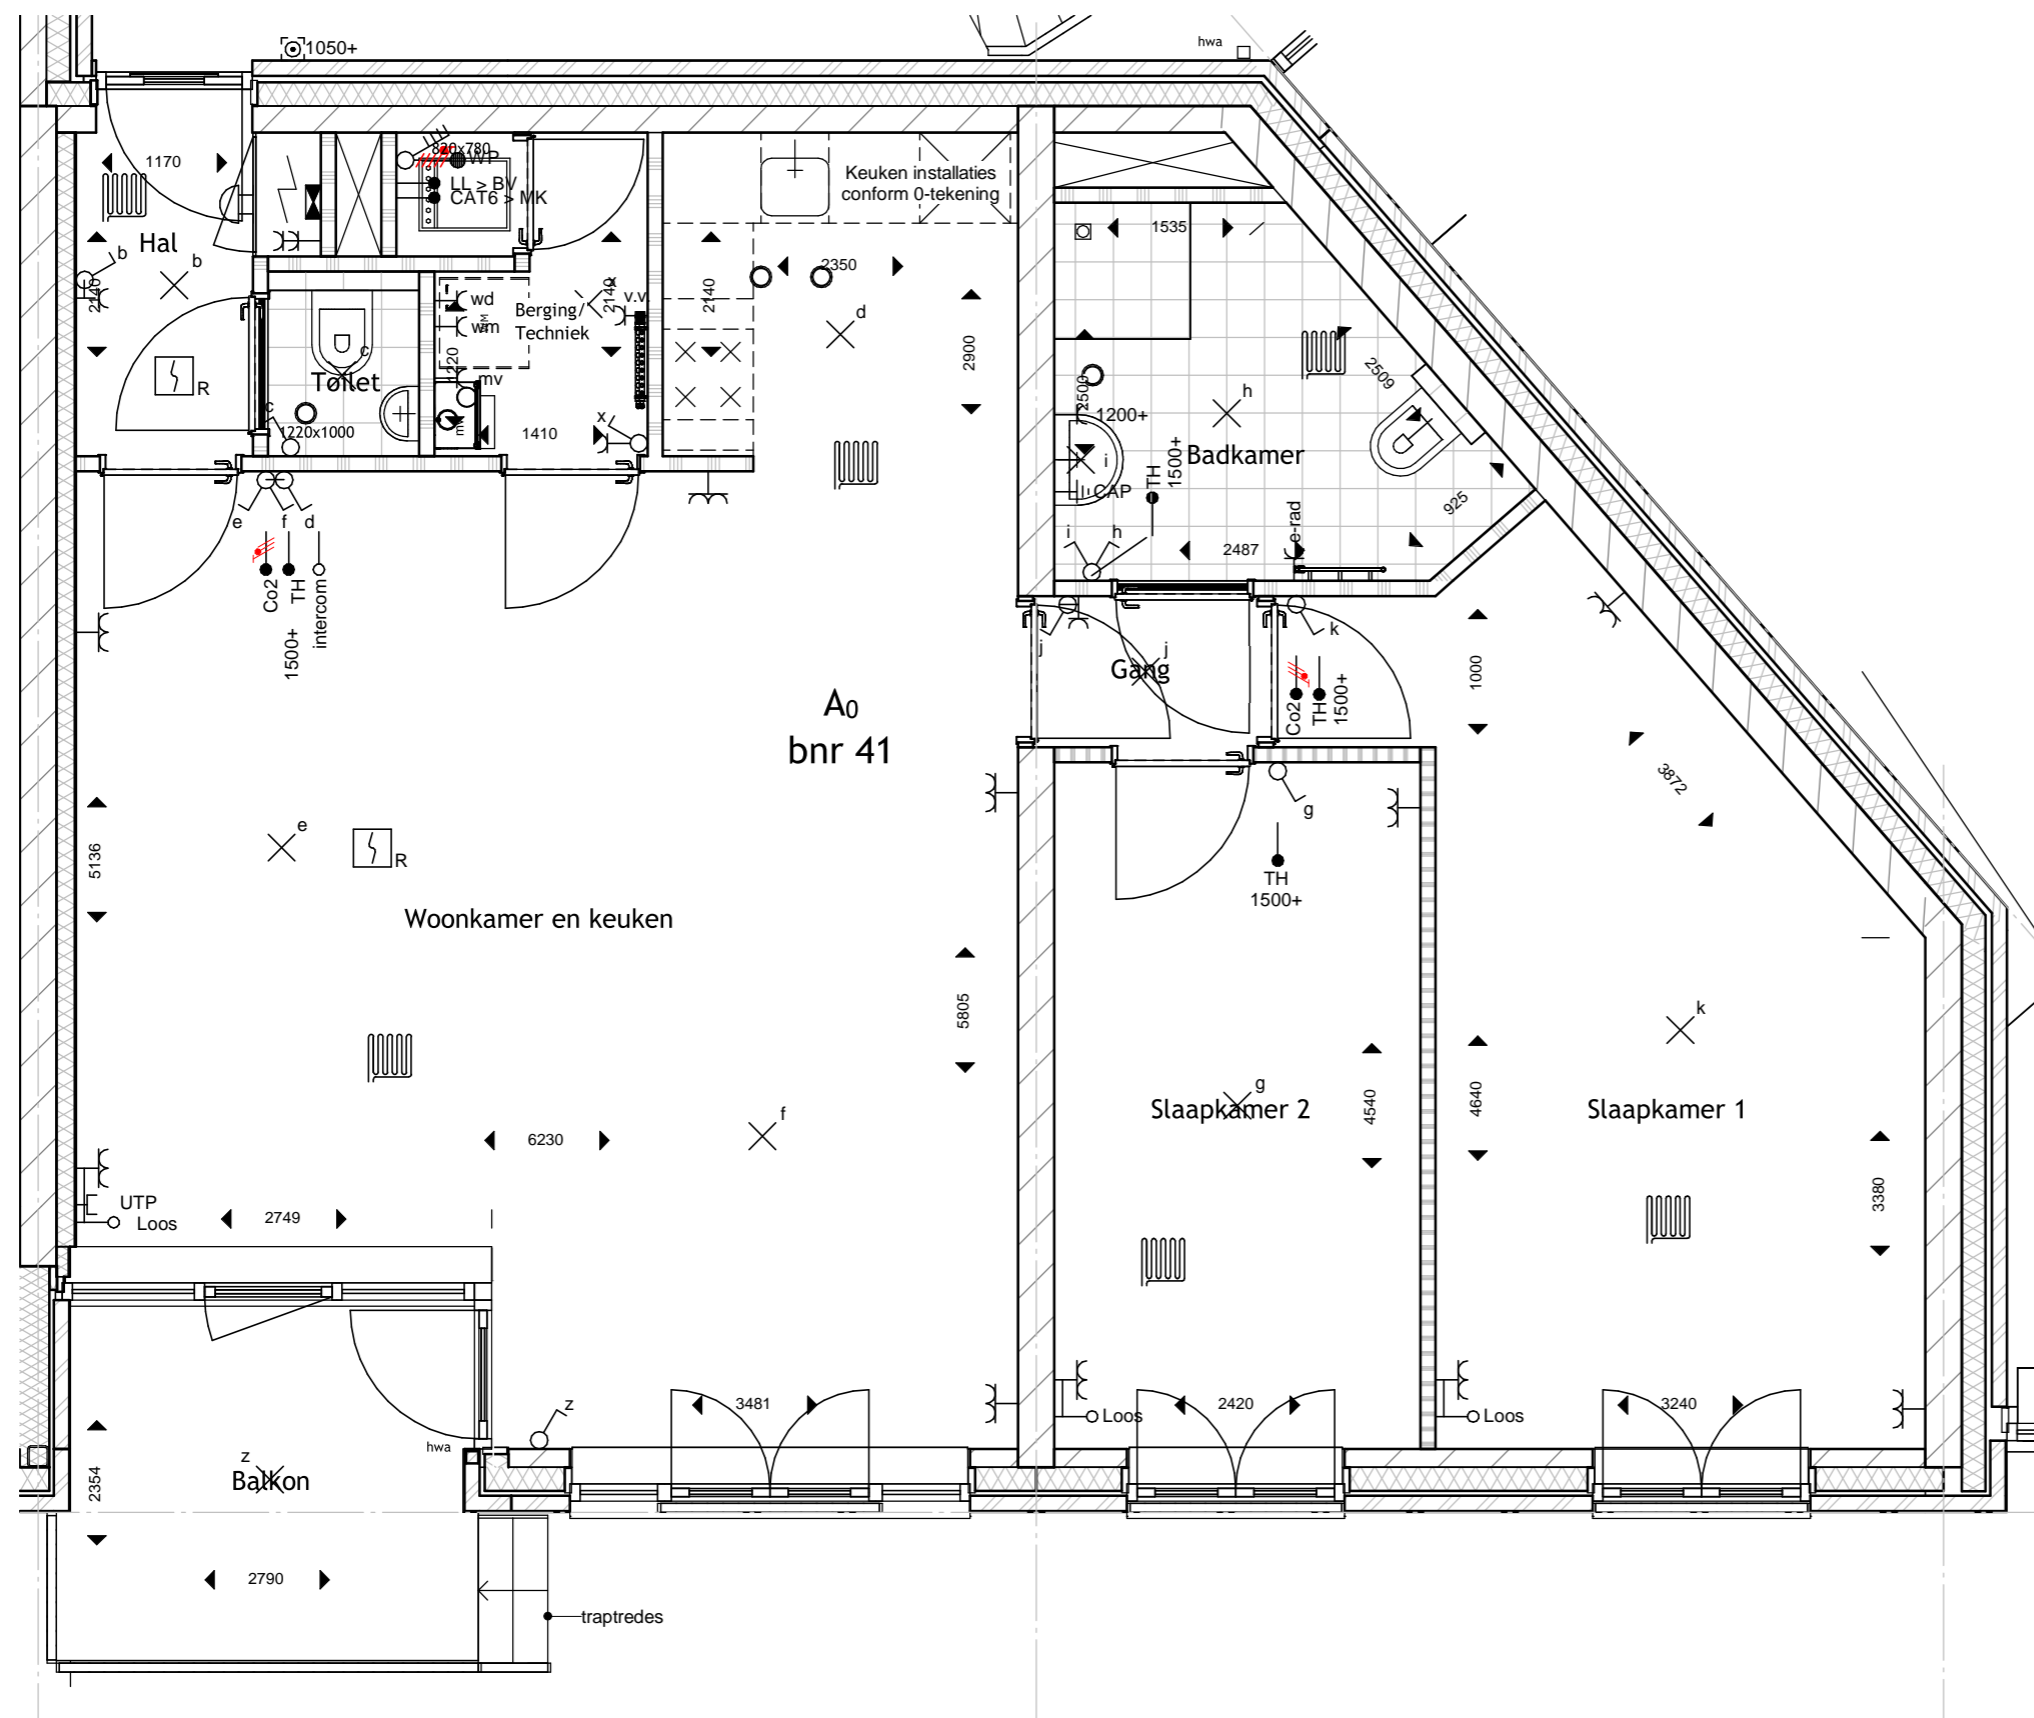 1050+
hwa
1170
820x780
WP
LL > BV
CAT6 > MK
Keuken installaties
conform 0-tekening
1535
Hal
b
b
2140
wd
wm
Berging/
Techniek
2140
x
v.v.
2140
2350
d
2900
R
Toilet
c
c
1220x1000
1220
mv
1410
x
2500
1200+
h
2509
Badkamer
i
CAP
TH
1500+
925
e
f
d
i
h
2487
e-rad
Co2
TH
intercom
1500+
j
j
Gang
k
Co2
TH
1500+
1000
A0
bnr 41
3872
g
TH
1500+
5136
e
R
Woonkamer en keuken
5805
k
g
Slaapkamer 2
4540
4640
Slaapkamer 1
3380
6230
f
UTP
Loos
2749
z
3481
Loos
2420
Loos
3240
hwa
z
Balkon
2354
2790
traptredes